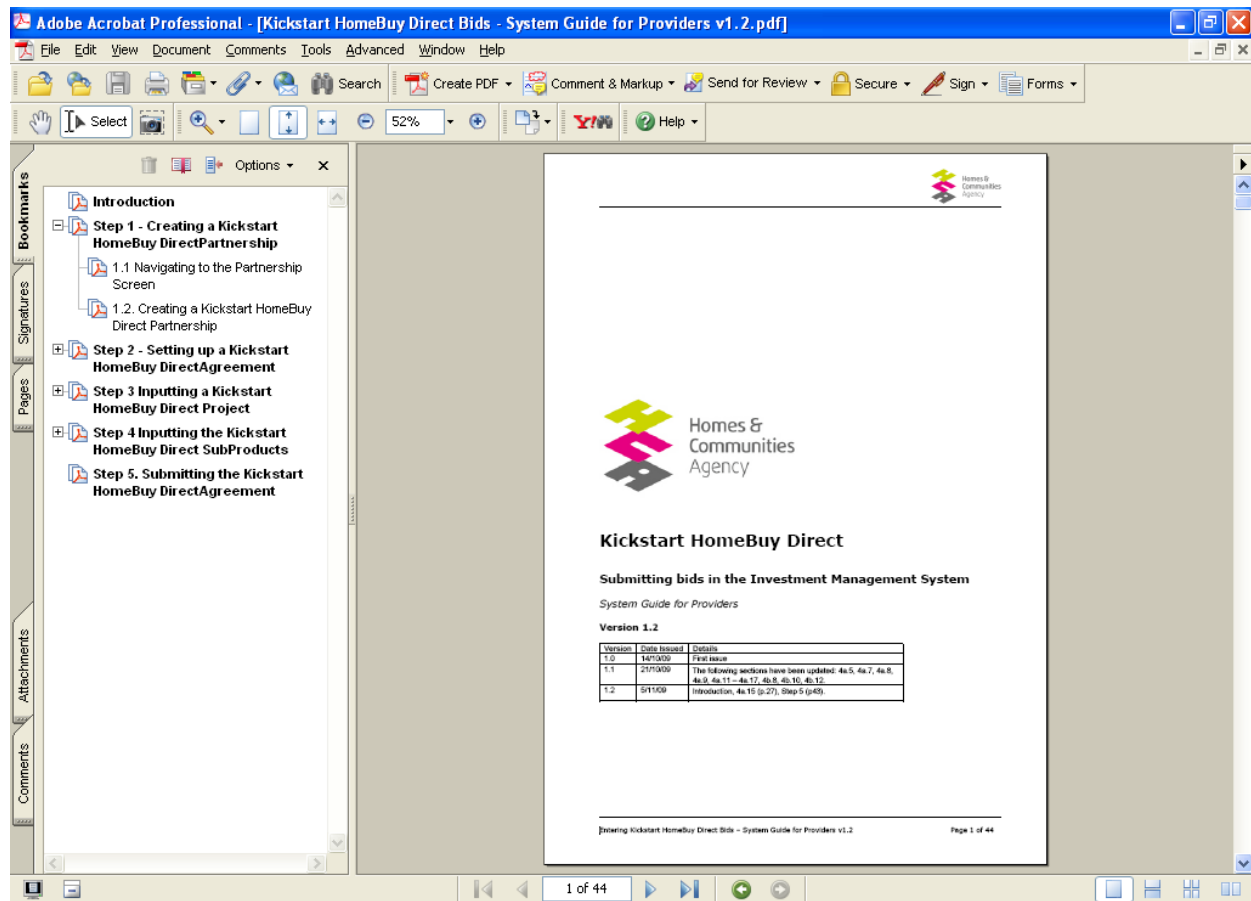 Adobe Acrobat Professional - [Kickstart HomeBuy Direct Bids - System Guide for Providers v1.2.pdf]
File Edit View Document Comments Tools Advanced Window Help
Search Create PDF Comment & Markup Send for Review Secure Sign Forms
Select 52% Y! Help
Options x
Bookmarks
Signatures
Pages
Attachments
Comments
Introduction
Step 1 - Creating a Kickstart
HomeBuy DirectPartnership
1.1 Navigating to the Partnership
Screen
1.2. Creating a Kickstart HomeBuy
Direct Partnership
Step 2 - Setting up a Kickstart
HomeBuy DirectAgreement
Step 3 Inputting a Kickstart
HomeBuy Direct Project
Step 4 Inputting the Kickstart
HomeBuy Direct SubProducts
Step 5. Submitting the Kickstart
HomeBuy DirectAgreement
Homes &
Communities
Agency
Homes &
Communities
Agency
Kickstart HomeBuy Direct
Submitting bids in the Investment Management System
System Guide for Providers
Version 1.2
Version Date Issued Details
1.0 14/10/09 First issue
1.1 21/10/09 The following sections have been updated: 4a.5, 4a.7, 4a.8,
4a.9, 4a.11 – 4a.17, 4b.8, 4b.10, 4b.12.
1.2 5/11/09 Introduction, 4a.15 (p.27), Step 5 (p43).
Entering Kickstart HomeBuy Direct Bids – System Guide for Providers v1.2 Page 1 of 44
1 of 44